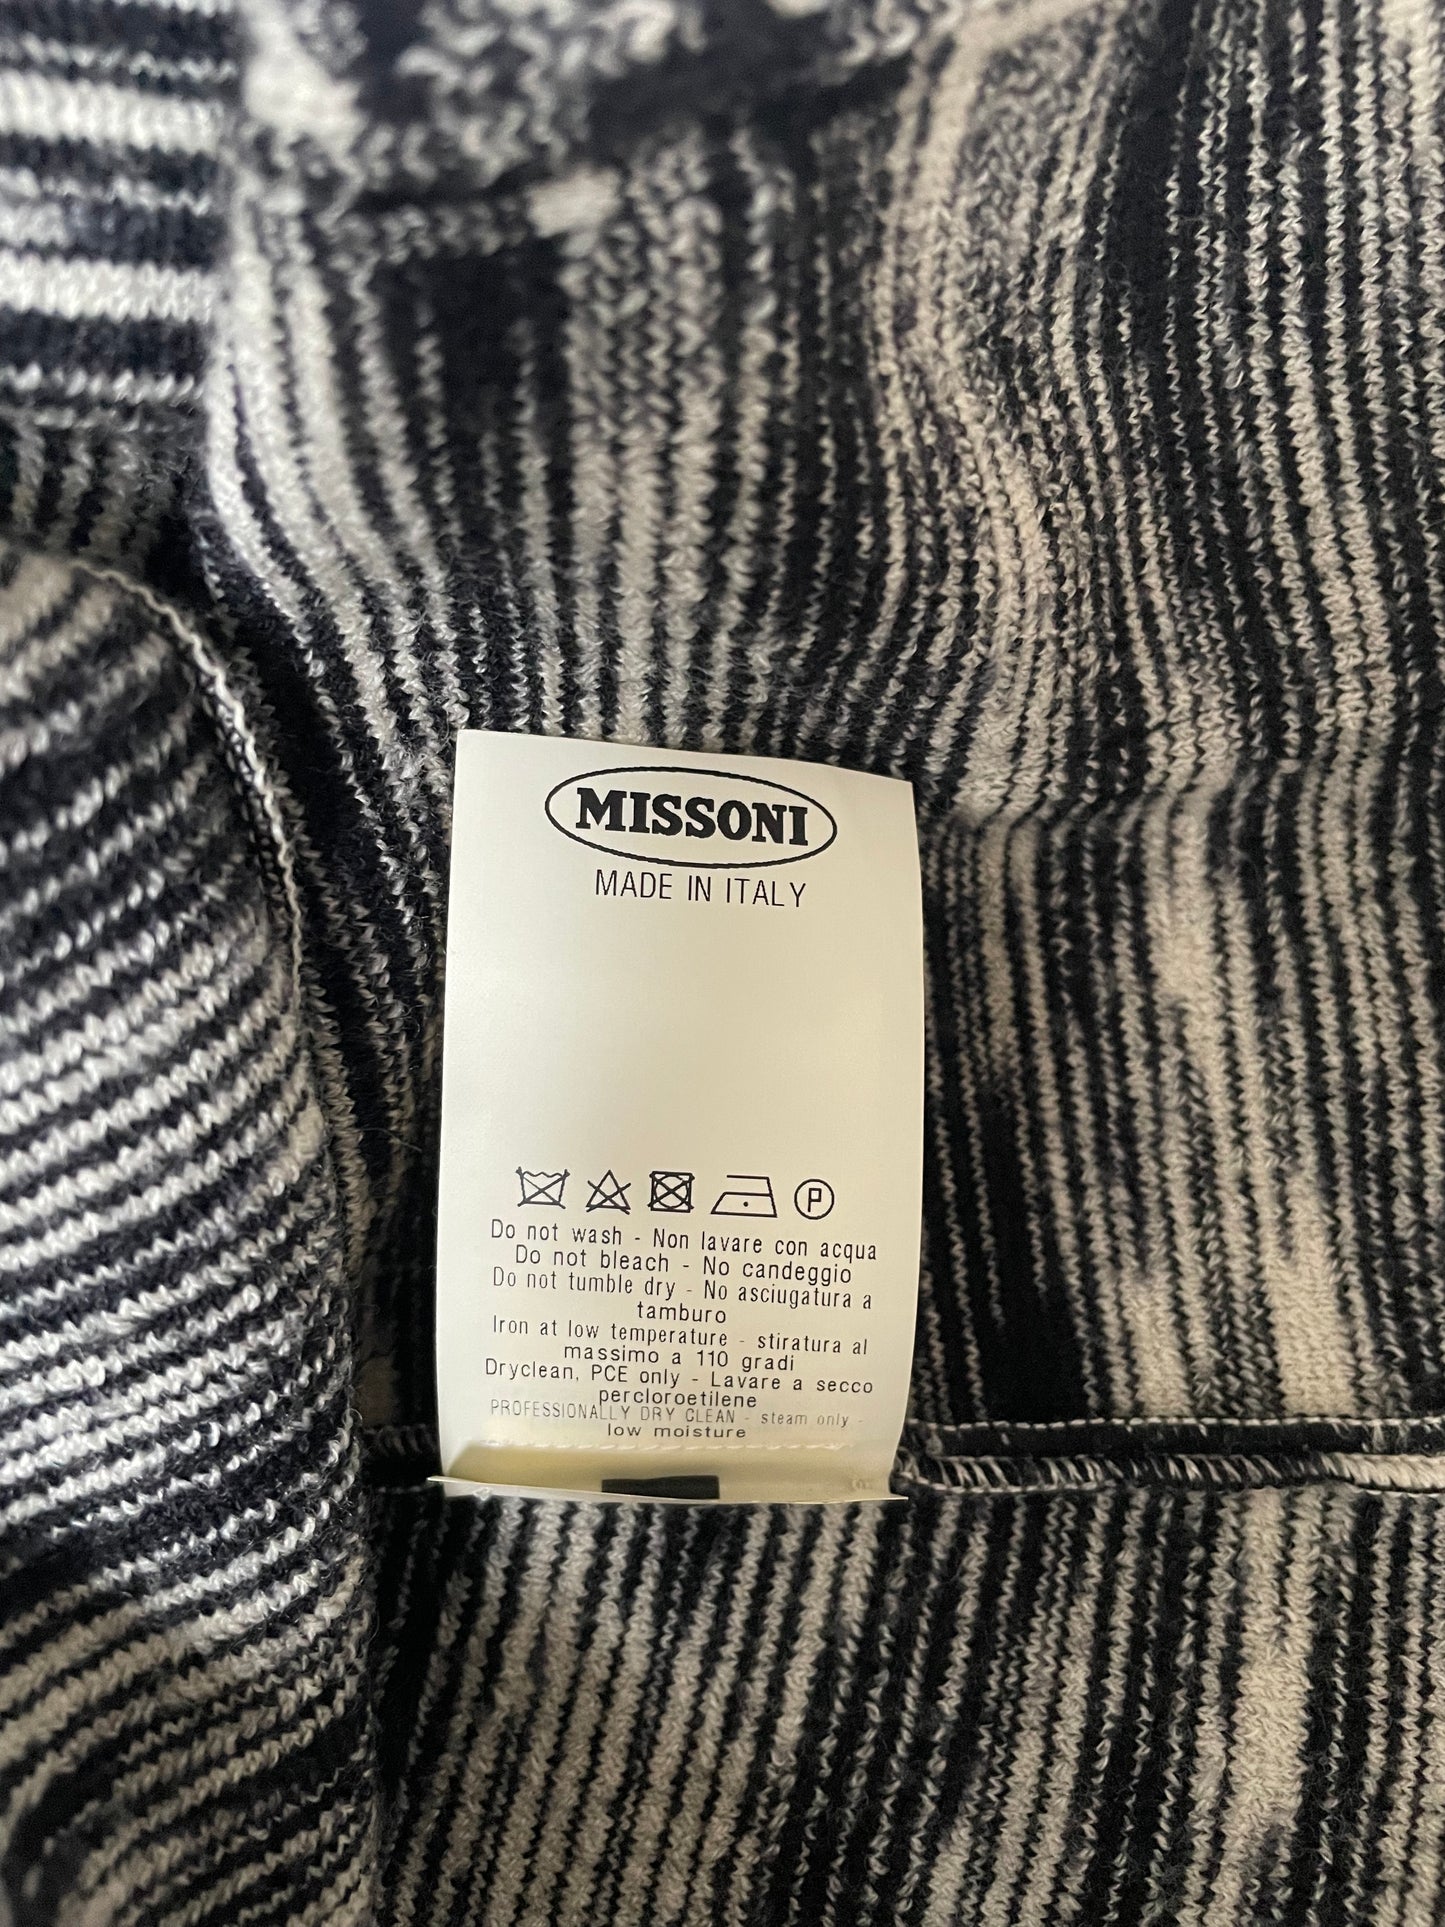 MISSONI
MADE IN ITALY
P
Do not wash - Non lavare con acqua
Do not bleach - No candeggio
Do not tumble dry - No asciugatura a
tamburo
Iron at low temperature - stiratura al
massimo a 110 gradi
Dryclean, PCE only - Lavare a secco
percloroetilene
PROFESSIONALLY DRY CLEAN - steam only -
low moisture